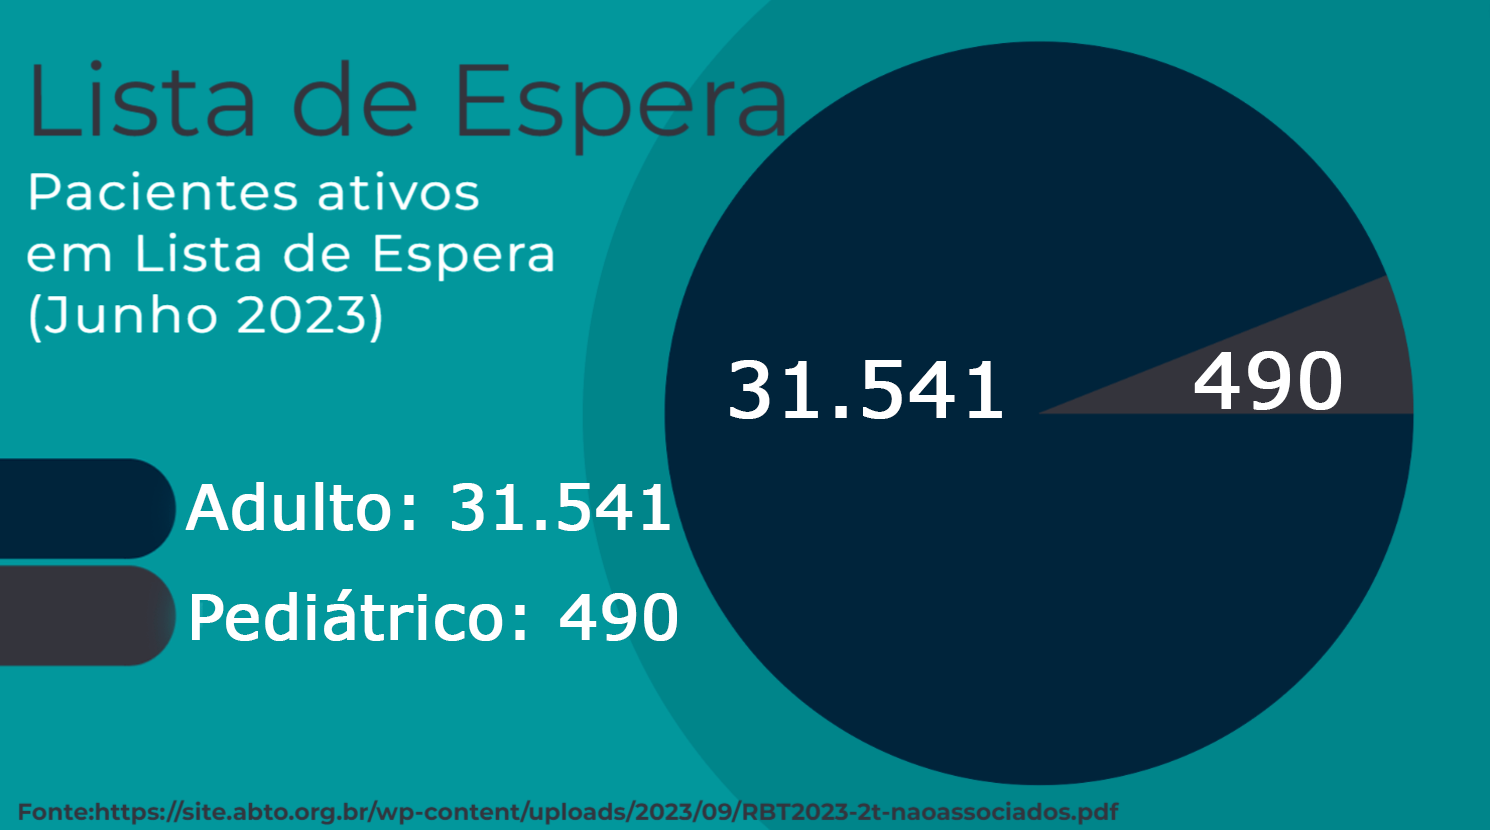 Lista de Espera
Pacientes ativos
em Lista de Espera
(Junho 2023)
31.541
490
Adulto: 31.541
Pediátrico: 490
Fonte:https://site.abto.org.br/wp-content/uploads/2023/09/RBT2023-2t-naoassociados.pdf